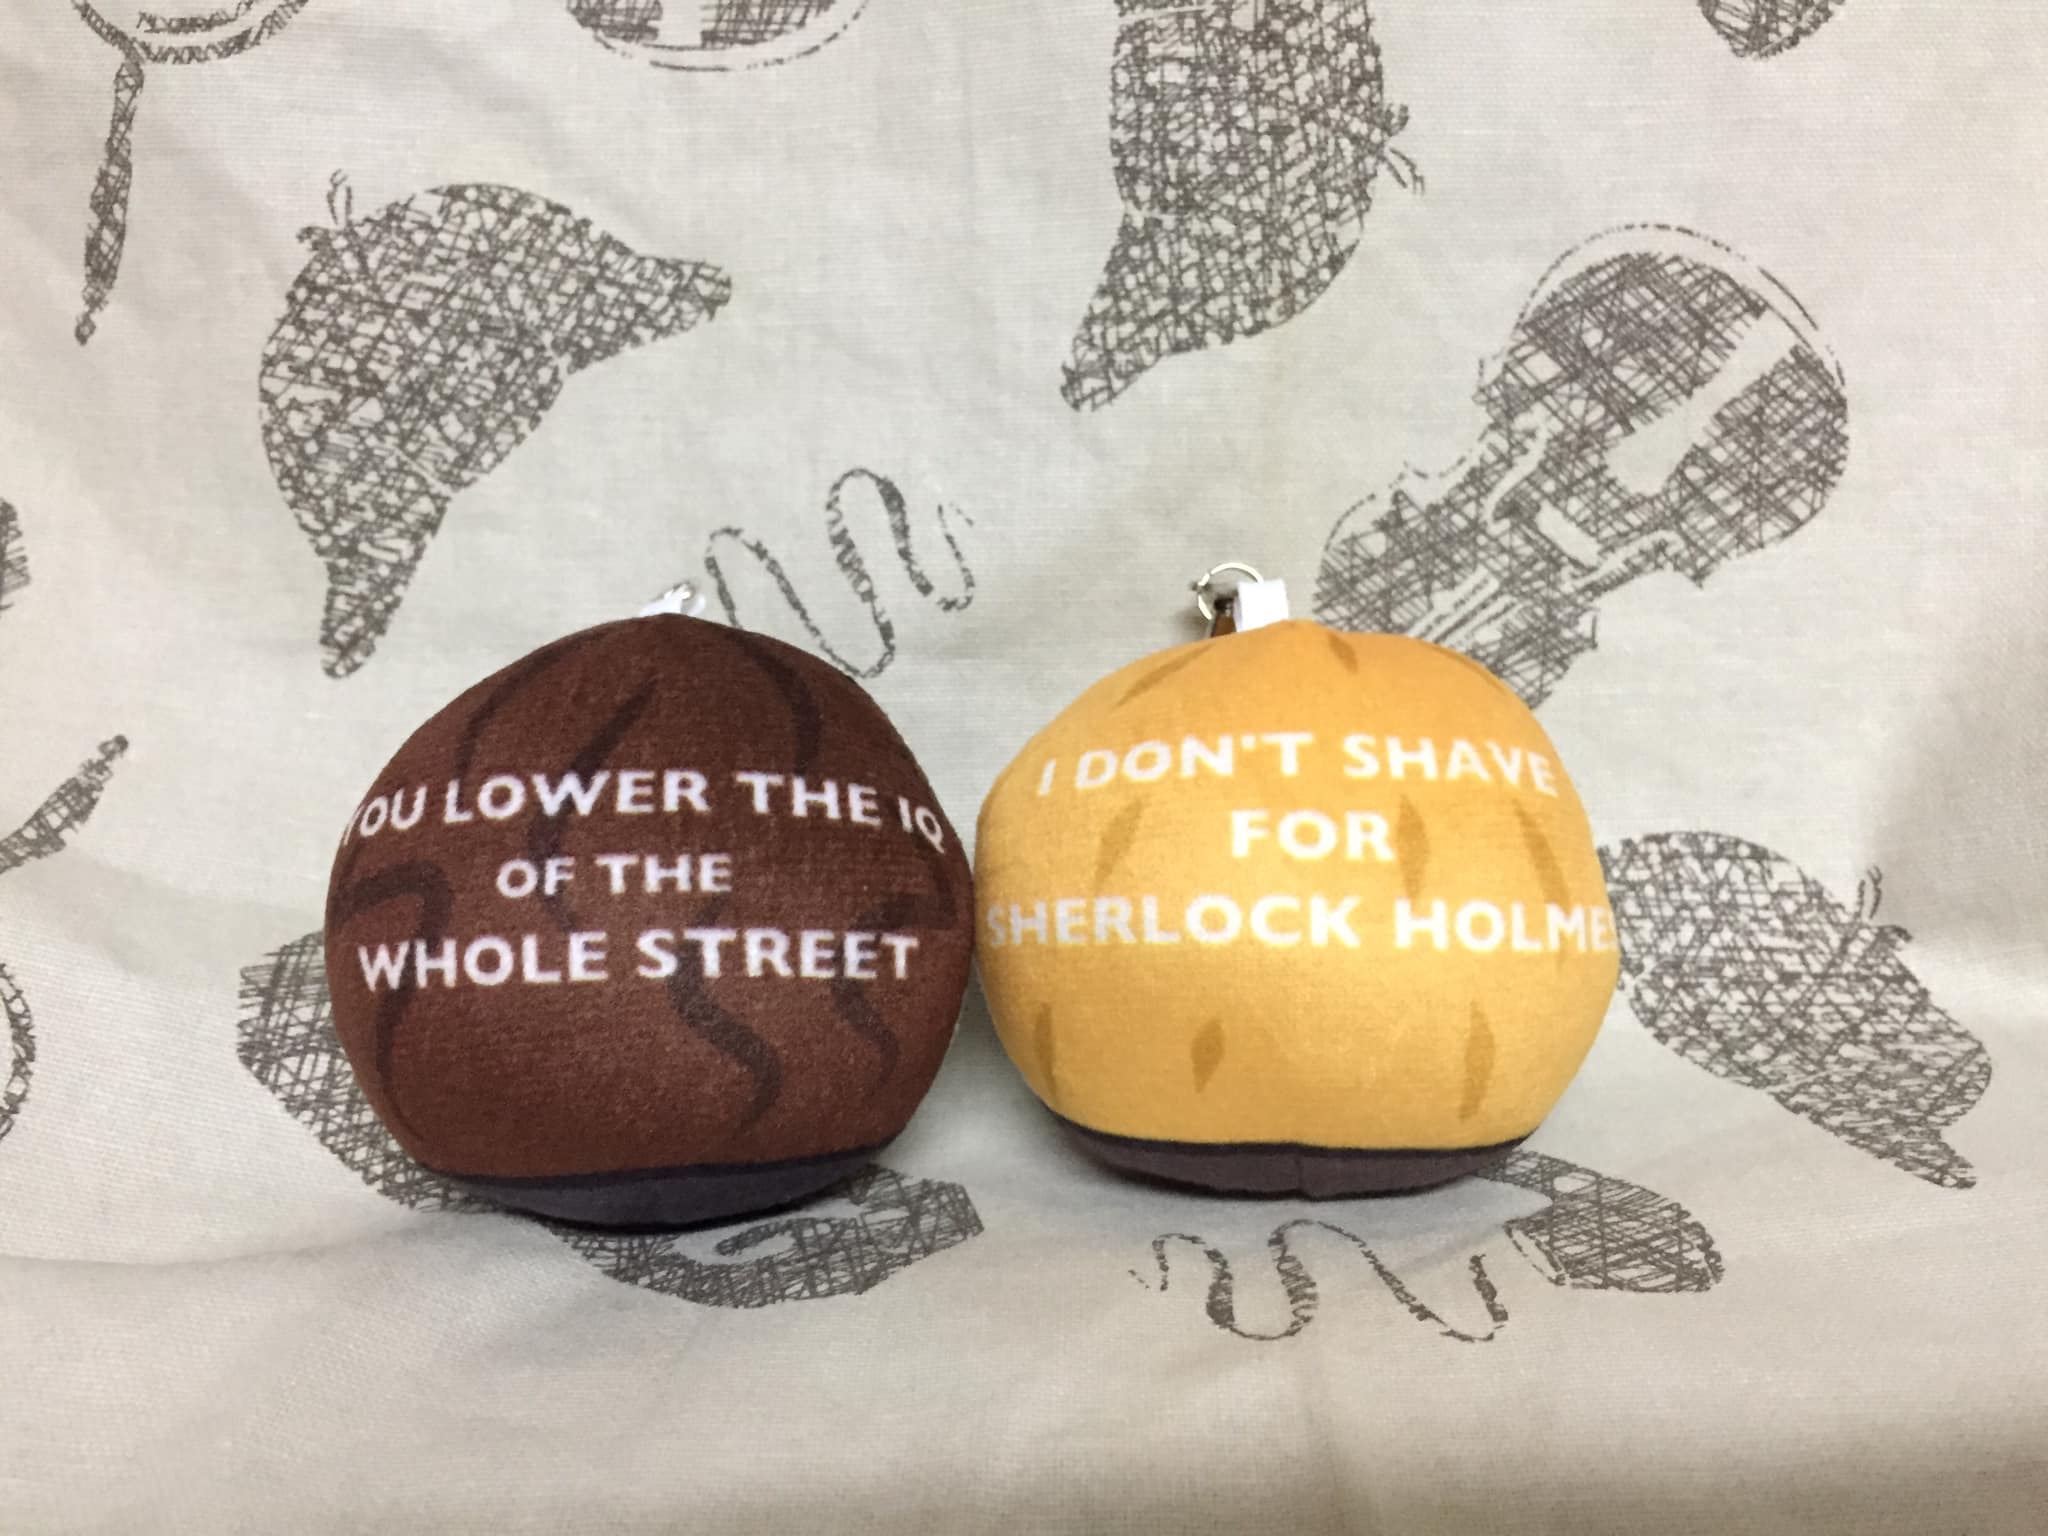 YOU LOWER THE IQ
OF THE
WHOLE STREET
I DON'T SHAVE
FOR
SHERLOCK HOLMES